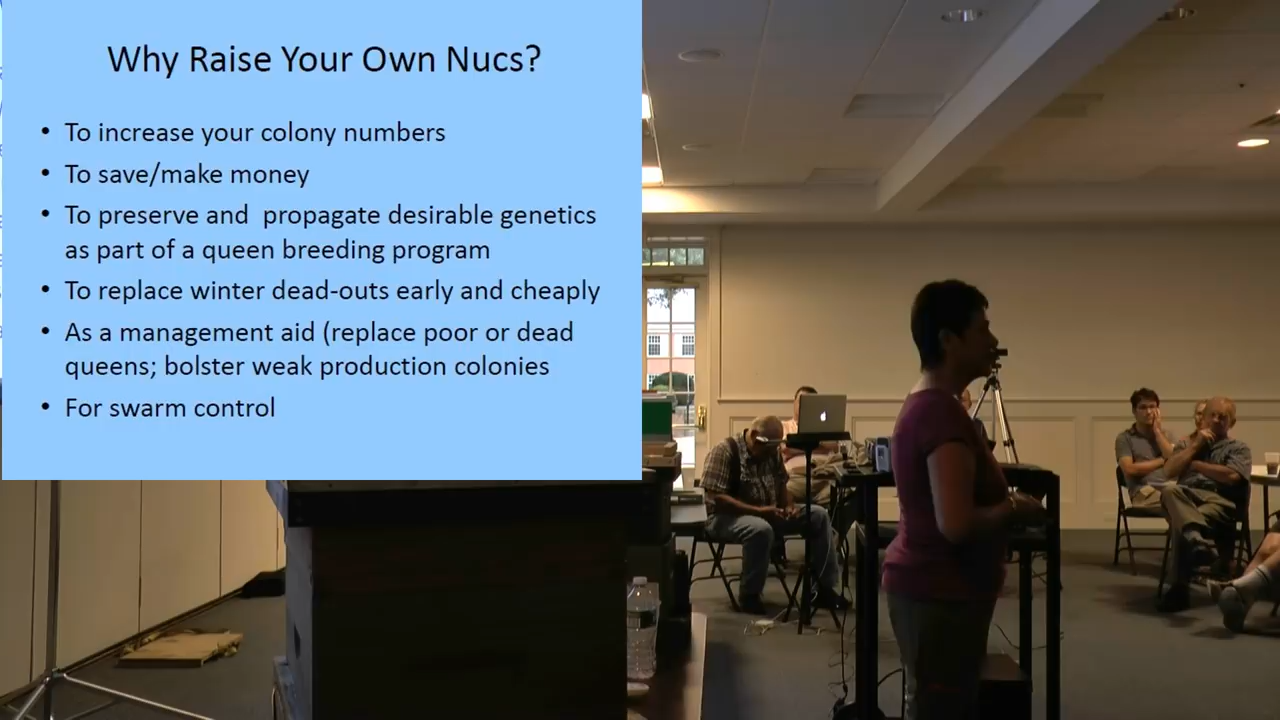 Why Raise Your Own Nucs?
• To increase your colony numbers
• To save/make money
• To preserve and  propagate desirable genetics
as part of a queen breeding program
• To replace winter dead-outs early and cheaply
• As a management aid (replace poor or dead
queens; bolster weak production colonies
• For swarm control